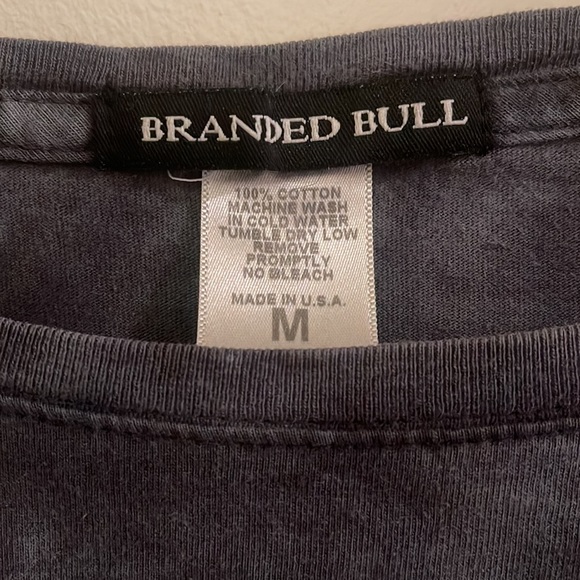 BRANDED BULL
100% COTTON
MACHINE WASH
IN COLD WATER
TUMBLE DRY LOW
REMOVE
PROMPTLY
NO BLEACH
MADE IN U.S.A.
M